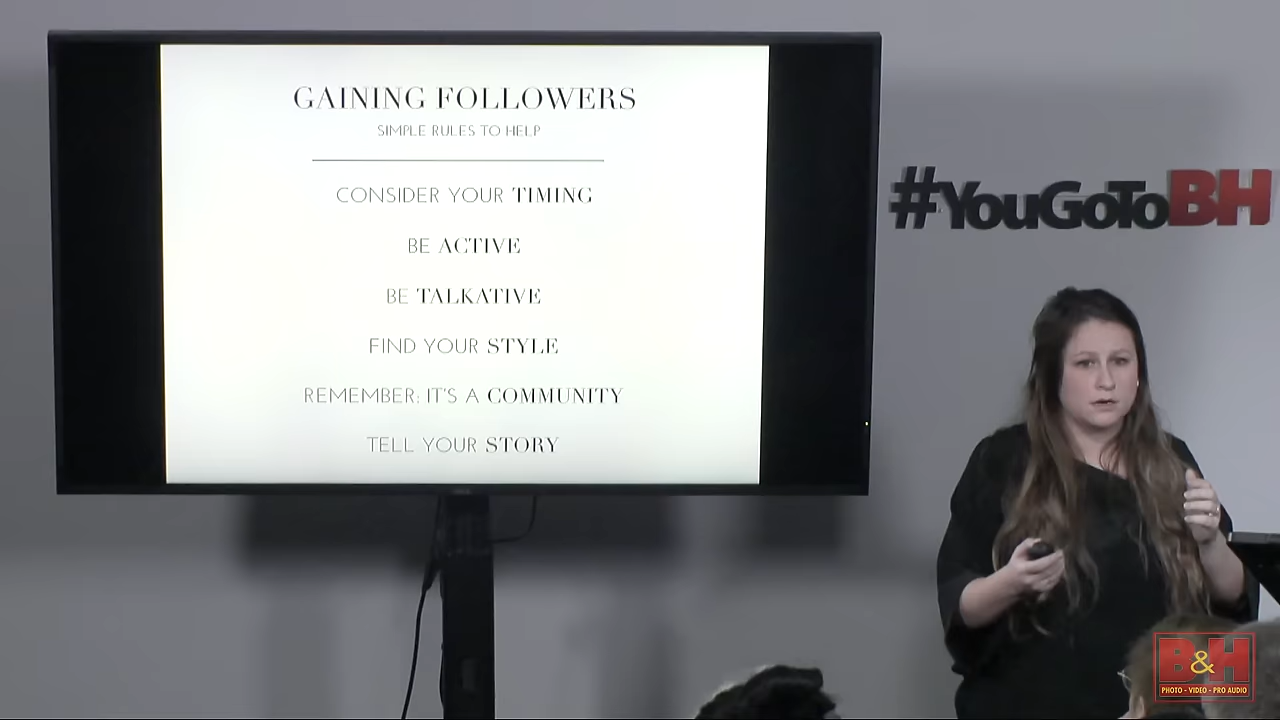 GAINING FOLLOWERS
SIMPLE RULES TO HELP
CONSIDER YOUR TIMING
BE ACTIVE
BE TALKATIVE
FIND YOUR STYLE
REMEMBER: IT'S A COMMUNITY
TELL YOUR STORY
#YouGoToBH
B&H
PHOTO - VIDEO - PRO AUDIO